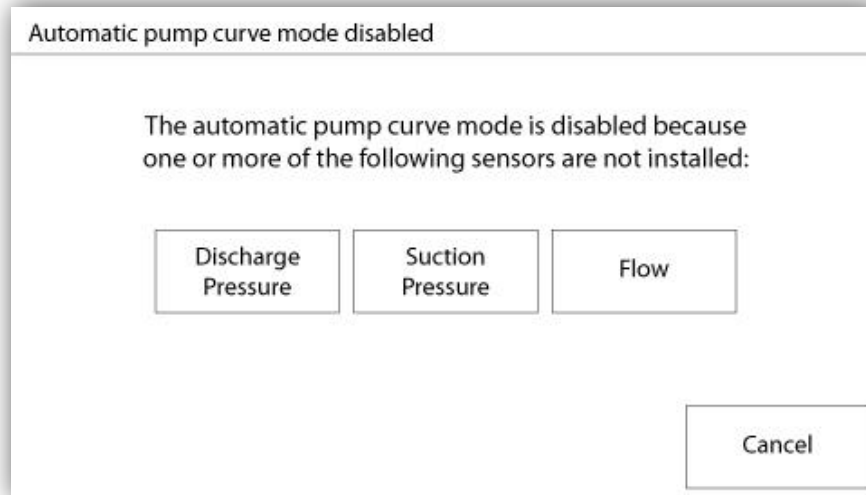 Automatic pump curve mode disabled
The automatic pump curve mode is disabled because
one or more of the following sensors are not installed:
Discharge
Pressure
Suction
Pressure
Flow
Cancel